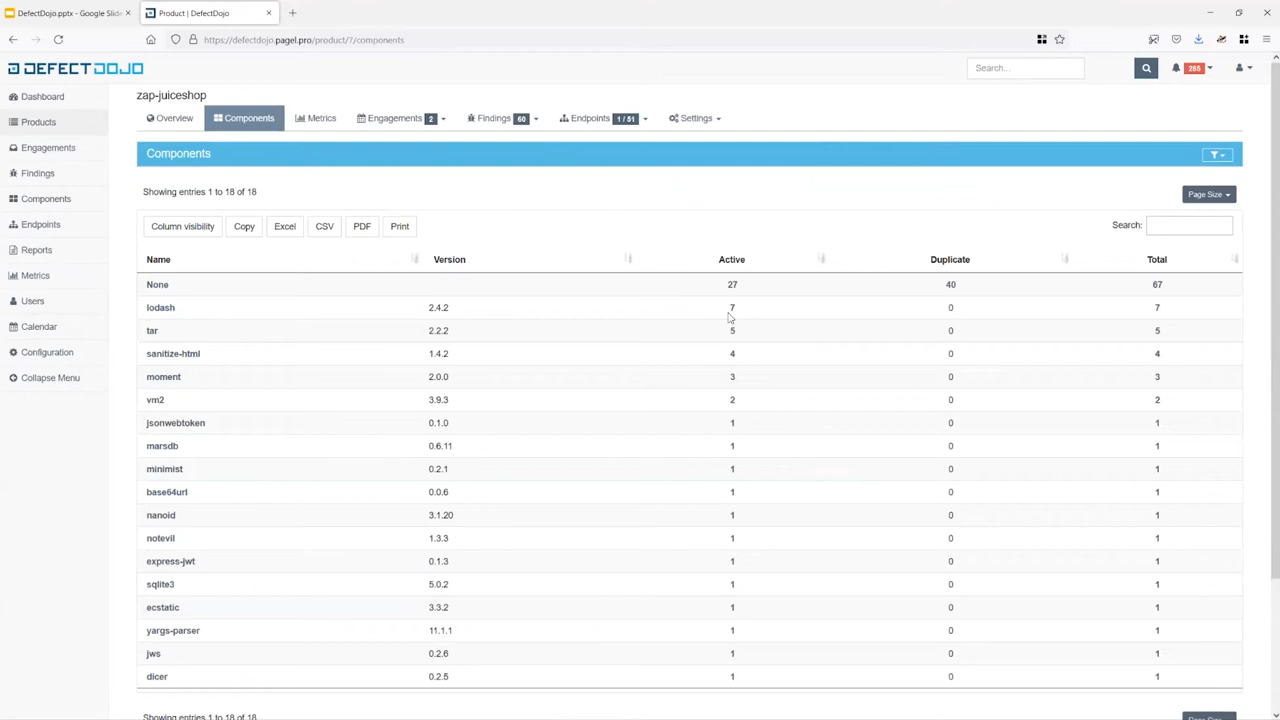 DefectDojo.pptx - Google Slide
Product | DefectDojo
https://defectdojo.pagel.pro/product/7/components
DEFECTDOJO
Search...
265
Dashboard
Products
Engagements
Findings
Components
Endpoints
Reports
Metrics
Users
Calendar
Configuration
Collapse Menu
zap-juiceshop
Overview Components Metrics Engagements 2 Findings 60 Endpoints 1 / 51 Settings
Components
Showing entries 1 to 18 of 18
Page Size
Column visibility Copy Excel CSV PDF Print
Search:
Name Version Active Duplicate Total
None 27 40 67
lodash 2.4.2 7 0 7
tar 2.2.2 5 0 5
sanitize-html 1.4.2 4 0 4
moment 2.0.0 3 0 3
vm2 3.9.3 2 0 2
jsonwebtoken 0.1.0 1 0 1
marsdb 0.6.11 1 0 1
minimist 0.2.1 1 0 1
base64url 0.0.6 1 0 1
nanoid 3.1.20 1 0 1
notevil 1.3.3 1 0 1
express-jwt 0.1.3 1 0 1
sqlite3 5.0.2 1 0 1
ecstatic 3.3.2 1 0 1
yargs-parser 11.1.1 1 0 1
jws 0.2.6 1 0 1
dicer 0.2.5 1 0 1
Showing entries 1 to 18 of 18
Page Size